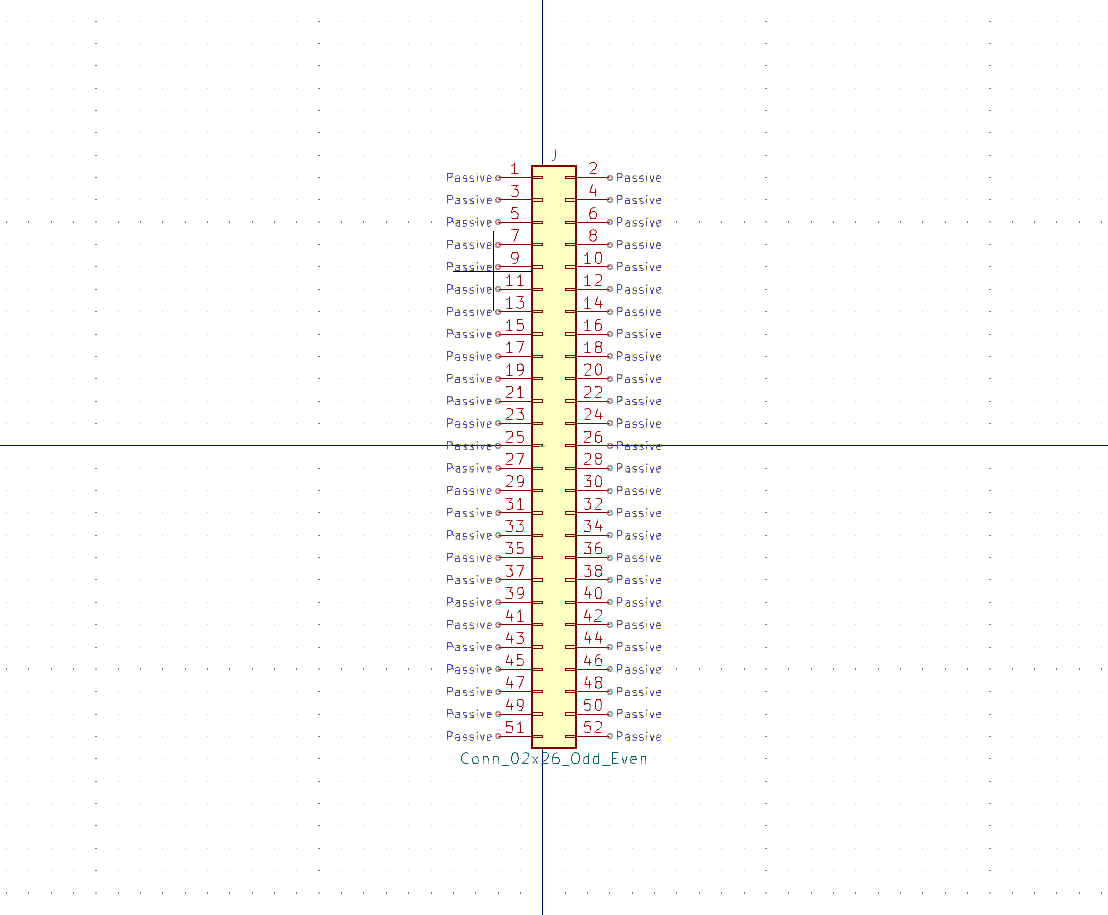 J
Passive 1 2 Passive
Passive 3 4 Passive
Passive 5 6 Passive
Passive 7 8 Passive
Passive 9 10 Passive
Passive 11 12 Passive
Passive 13 14 Passive
Passive 15 16 Passive
Passive 17 18 Passive
Passive 19 20 Passive
Passive 21 22 Passive
Passive 23 24 Passive
Passive 25 26 Passive
Passive 27 28 Passive
Passive 29 30 Passive
Passive 31 32 Passive
Passive 33 34 Passive
Passive 35 36 Passive
Passive 37 38 Passive
Passive 39 40 Passive
Passive 41 42 Passive
Passive 43 44 Passive
Passive 45 46 Passive
Passive 47 48 Passive
Passive 49 50 Passive
Passive 51 52 Passive
Conn_02x26_Odd_Even